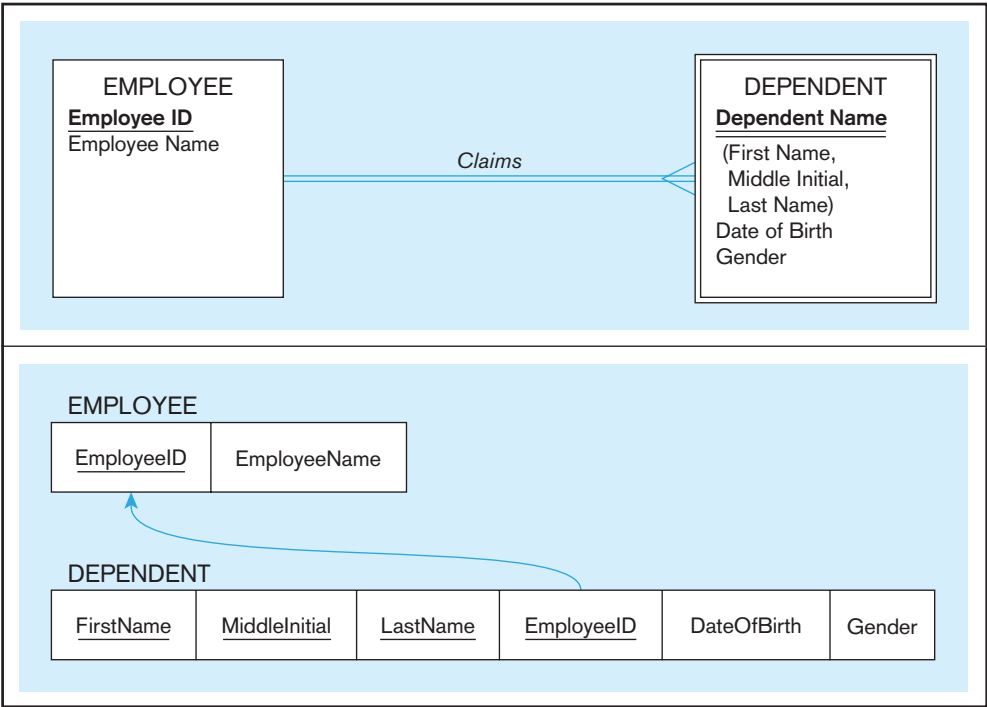 EMPLOYEE
Employee ID
Employee Name
Claims
DEPENDENT
Dependent Name
(First Name,
Middle Initial,
Last Name)
Date of Birth
Gender
EMPLOYEE
EmployeeID EmployeeName
DEPENDENT
FirstName MiddleInitial LastName EmployeeID DateOfBirth Gender